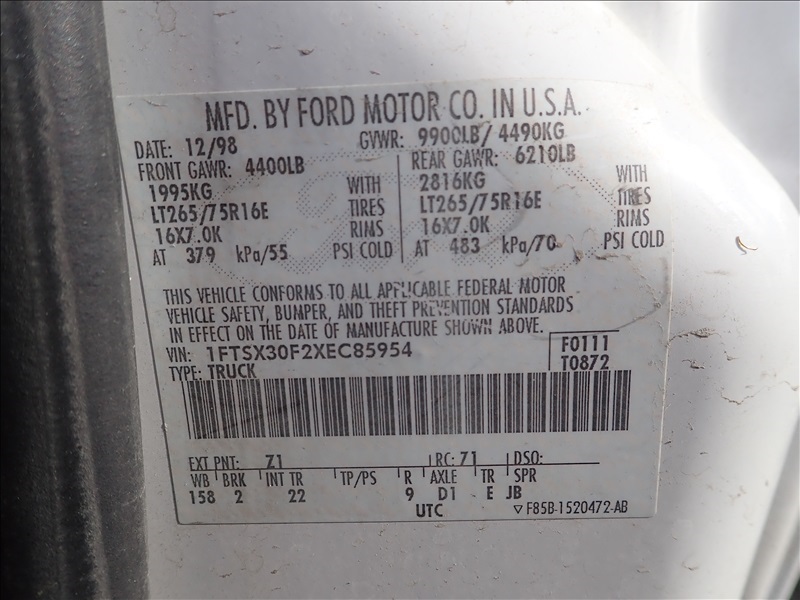 MFD. BY FORD MOTOR CO. IN U.S.A.
DATE: 12/98 GVWR: 9900LB/4490KG
FRONT GAWR: 4400LB REAR GAWR: 6210LB
1995KG WITH 2816KG WITH
LT265/75R16E TIRES LT265/75R16E TIRES
16X7.0K RIMS 16X7.0K RIMS
AT 379 kPa/55 PSI COLD AT 483 kPa/70 PSI COLD
THIS VEHICLE CONFORMS TO ALL APPLICABLE FEDERAL MOTOR
VEHICLE SAFETY, BUMPER, AND THEFT PREVENTION STANDARDS
IN EFFECT ON THE DATE OF MANUFACTURE SHOWN ABOVE.
VIN: 1FTSX30F2XEC85954 F0111
TYPE: TRUCK T0872
EXT PNT: Z1 RC: 71 DSO:
WB BRK INT TR TP/PS R AXLE TR SPR
158 2 22 9 D1 E JB
UTC ▽F85B-1520472-AB